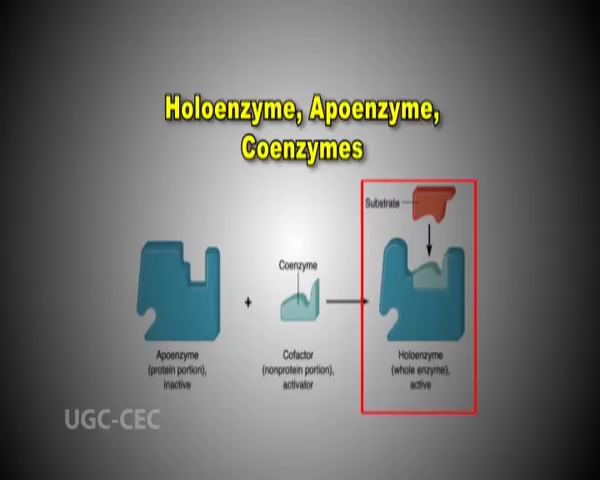 Holoenzyme, Apoenzyme,
Coenzymes
Substrate
Coenzyme
+
Apoenzyme
(protein portion),
inactive
Cofactor
(nonprotein portion),
activator
Holoenzyme
(whole enzyme),
active
UGC-CEC